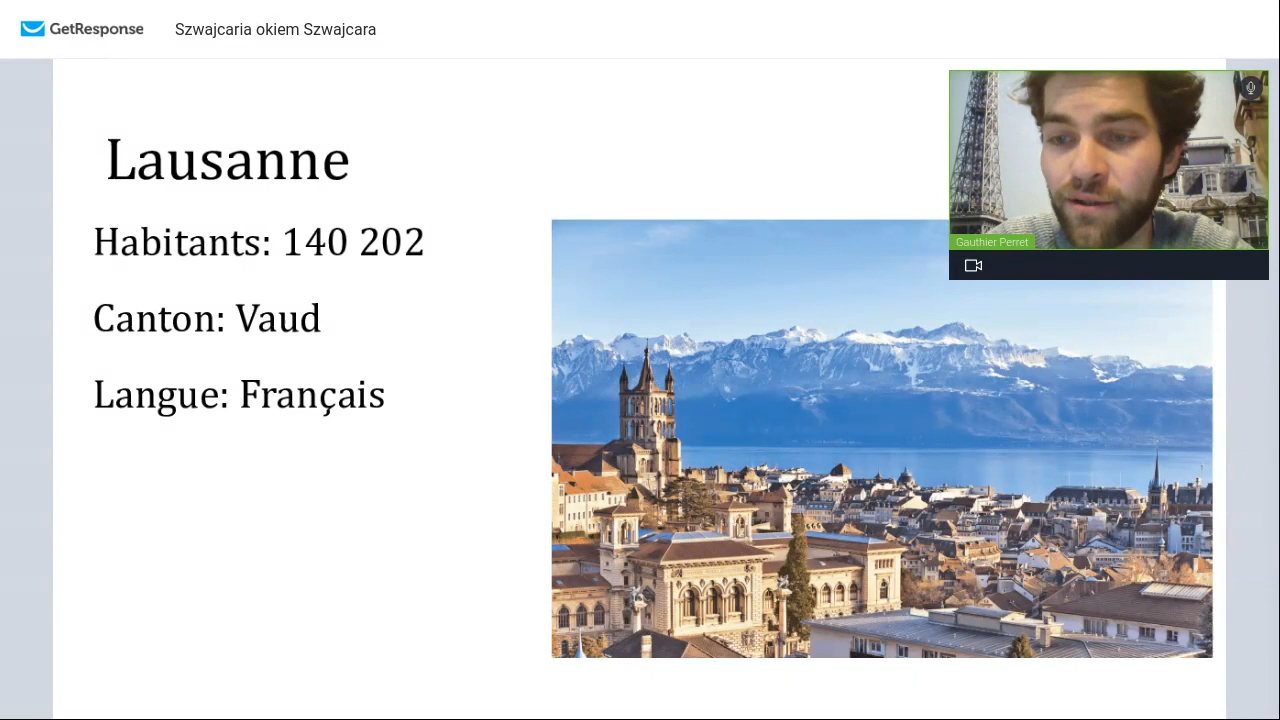 GetResponse
Szwajcaria okiem Szwajcara
Lausanne
Habitants: 140 202
Canton: Vaud
Langue: Français
Gauthier Perret